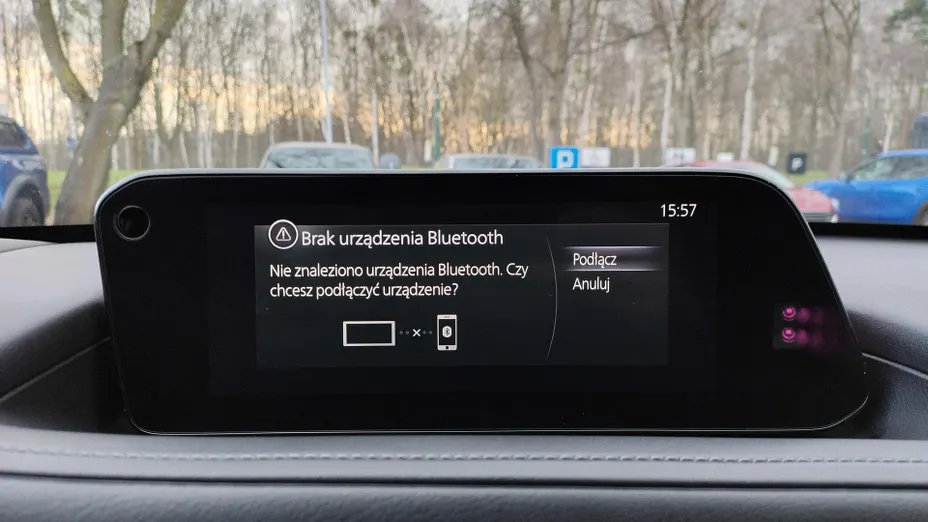 P
15:57
Brak urządzenia Bluetooth
Nie znaleziono urządzenia Bluetooth. Czy
chcesz podłączyć urządzenie?
Podłącz
Anuluj